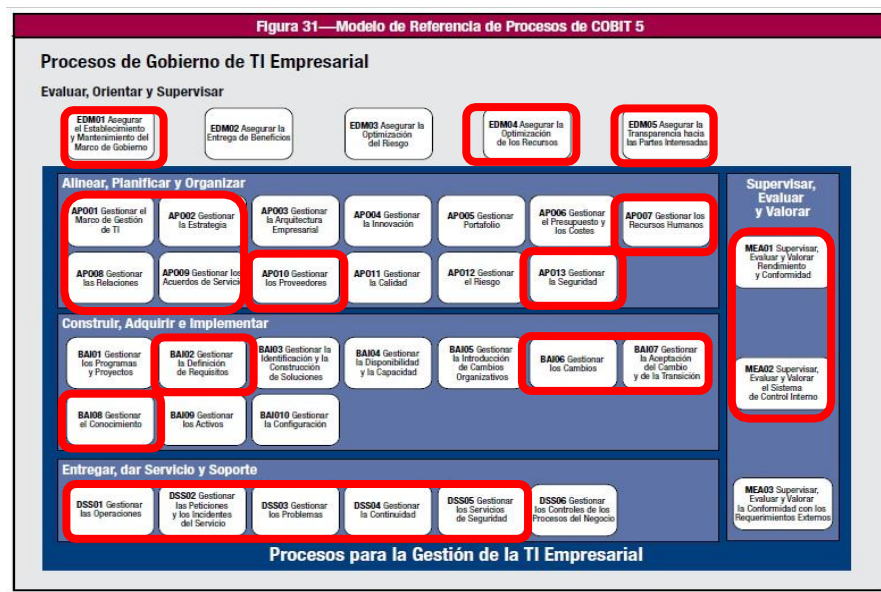 Figura 31—Modelo de Referencia de Procesos de COBIT 5
Procesos de Gobierno de TI Empresarial
Evaluar, Orientar y Supervisar
EDM01 Asegurar
el Establecimiento
y Mantenimiento del
Marco de Gobierno
EDM02 Asegurar la
Entrega de Beneficios
EDM03 Asegurar la
Optimización
del Riesgo
EDM04 Asegurar la
Optimización
de los Recursos
EDM05 Asegurar la
Transparencia hacia
las Partes Interesadas
Alinear, Planificar y Organizar
APO01 Gestionar el
Marco de Gestión
de TI
APO02 Gestionar
la Estrategia
APO03 Gestionar
la Arquitectura
Empresarial
APO04 Gestionar
la Innovación
APO05 Gestionar
Portafolio
APO06 Gestionar
el Presupuesto y
los Costes
APO07 Gestionar los
Recursos Humanos
APO08 Gestionar
las Relaciones
APO09 Gestionar los
Acuerdos de Servicio
APO10 Gestionar
los Proveedores
APO11 Gestionar
la Calidad
APO12 Gestionar
el Riesgo
APO13 Gestionar
la Seguridad
Construir, Adquirir e Implementar
BAI01 Gestionar
los Programas
y Proyectos
BAI02 Gestionar
la Definición
de Requisitos
BAI03 Gestionar la
Identificación y la
Construcción
de Soluciones
BAI04 Gestionar
la Disponibilidad
y la Capacidad
BAI05 Gestionar
la Introducción
de Cambios
Organizativos
BAI06 Gestionar
los Cambios
BAI07 Gestionar
la Aceptación
del Cambio
y de la Transición
BAI08 Gestionar
el Conocimiento
BAI09 Gestionar
los Activos
BAI010 Gestionar
la Configuración
Entregar, dar Servicio y Soporte
DSS01 Gestionar
las Operaciones
DSS02 Gestionar
las Peticiones
y los Incidentes
del Servicio
DSS03 Gestionar
los Problemas
DSS04 Gestionar
la Continuidad
DSS05 Gestionar
los Servicios
de Seguridad
DSS06 Gestionar
los Controles de los
Procesos del Negocio
Supervisar,
Evaluar
y Valorar
MEA01 Supervisar,
Evaluar y Valorar
Rendimiento
y Conformidad
MEA02 Supervisar,
Evaluar y Valorar
el Sistema
de Control Interno
MEA03 Supervisar,
Evaluar y Valorar
la Conformidad con los
Requerimientos Externos
Procesos para la Gestión de la TI Empresarial